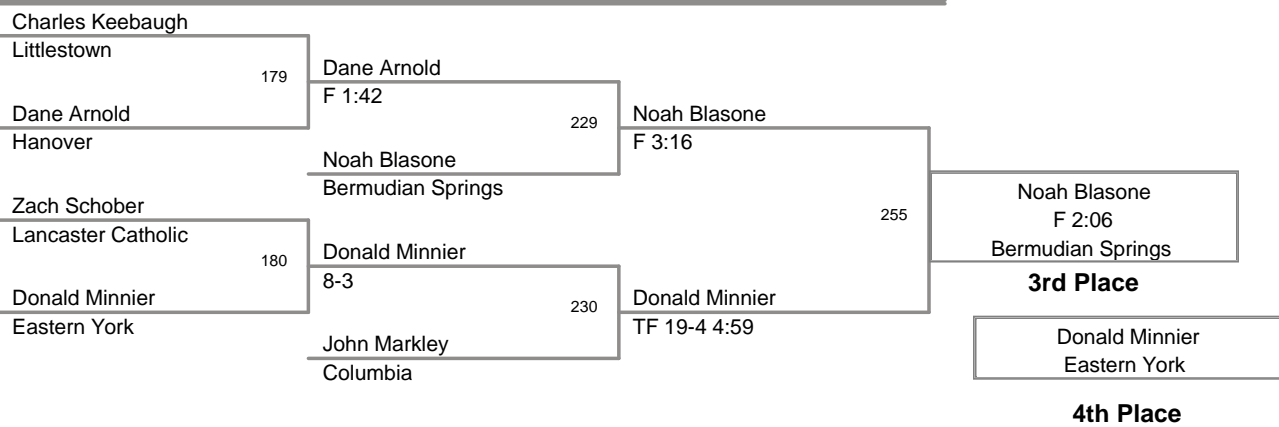 Charles Keebaugh
Littlestown
179
Dane Arnold
Hanover
Dane Arnold
F 1:42
229
Noah Blasone
Bermudian Springs
Zach Schober
Lancaster Catholic
180
Donald Minnier
Eastern York
Donald Minnier
8-3
230
John Markley
Columbia
Noah Blasone
F 3:16
255
Donald Minnier
TF 19-4 4:59
Noah Blasone
F 2:06
Bermudian Springs
3rd Place
Donald Minnier
Eastern York
4th Place